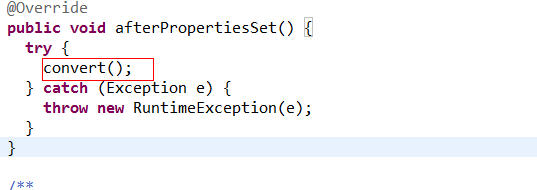 @Override
public void afterPropertiesSet() {
try {
convert();
} catch (Exception e) {
throw new RuntimeException(e);
}
}
/**